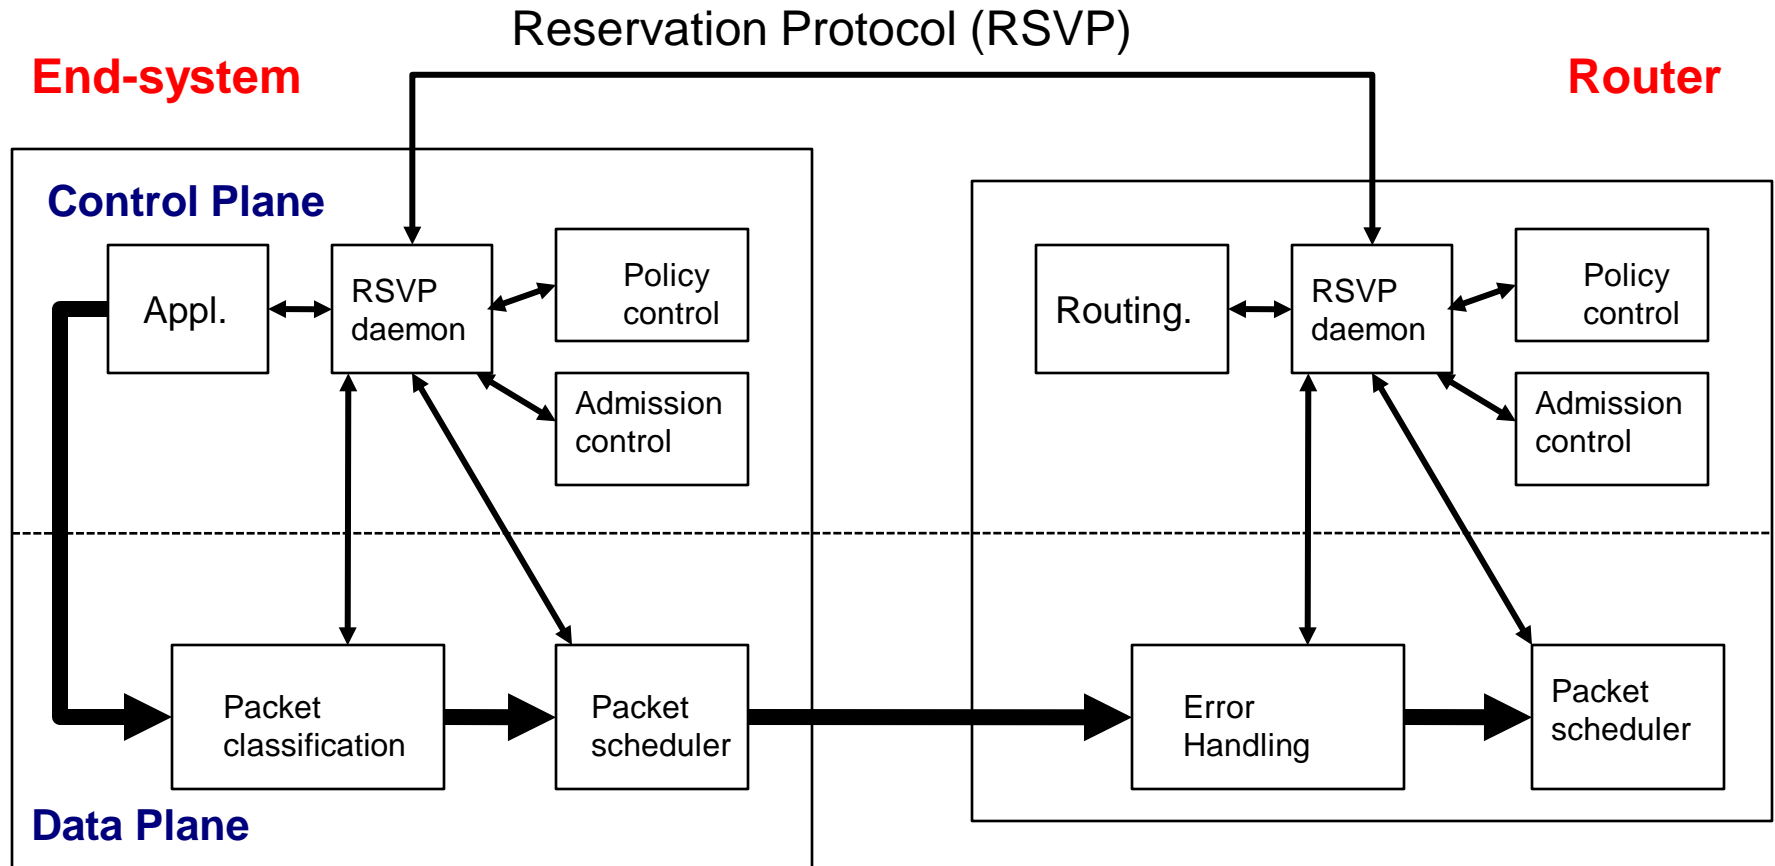 Reservation Protocol (RSVP)
End-system
Router
Control Plane
Appl.
RSVP
daemon
Policy
control
Admission
control
Routing.
RSVP
daemon
Policy
control
Admission
control
Packet
classification
Packet
scheduler
Error
Handling
Packet
scheduler
Data Plane